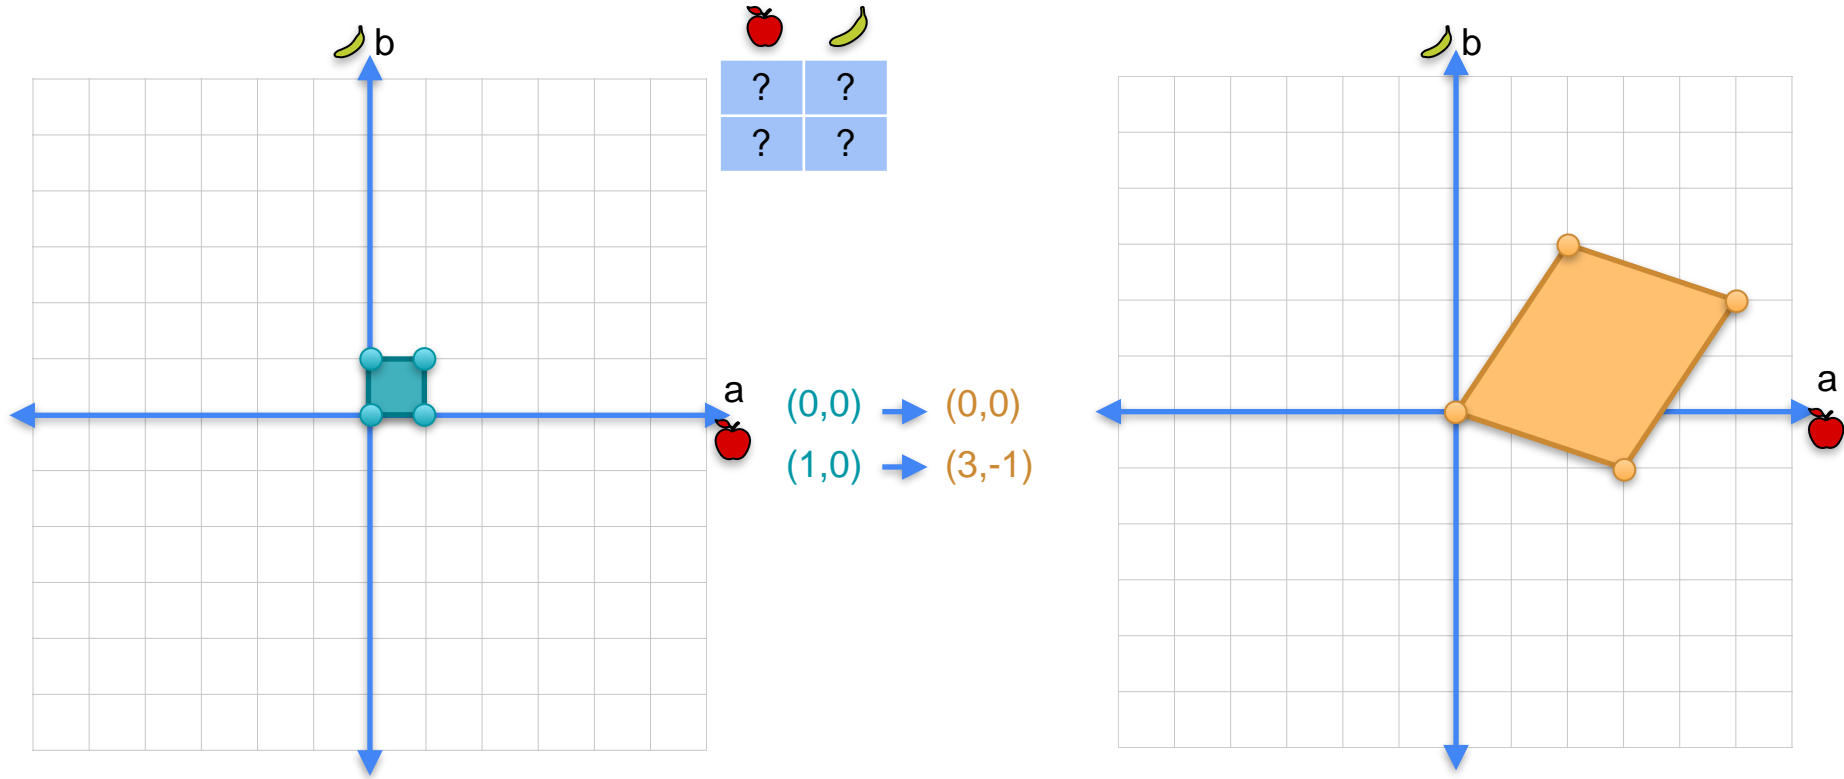 b
? ?
? ?
a
(0,0) (0,0)
(1,0) (3,-1)
b
a